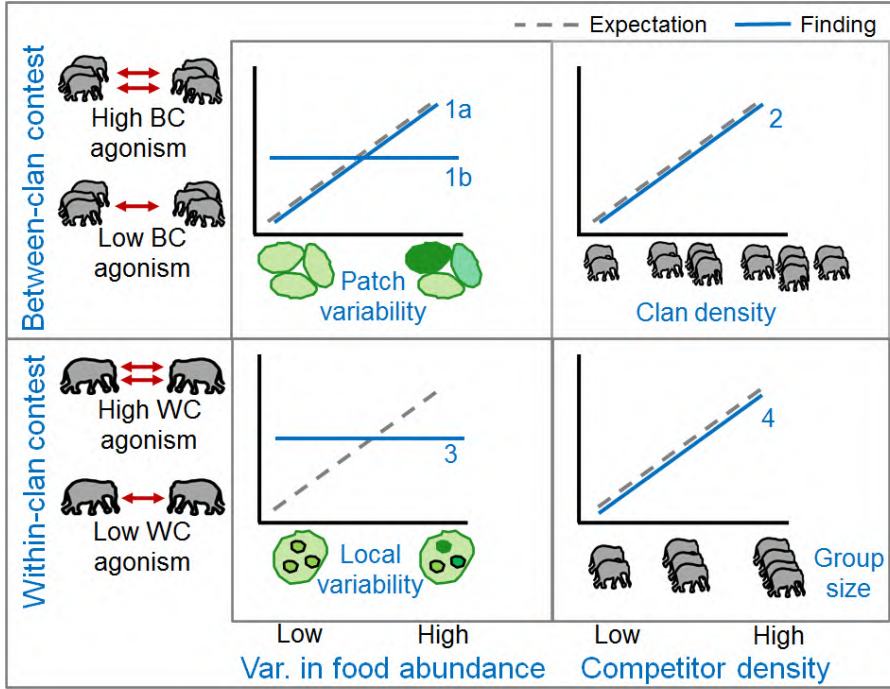 Expectation Finding
Between-clan contest
High BC
agonism
Low BC
agonism
1a
1b
Patch
variability
2
Clan density
Within-clan contest
High WC
agonism
Low WC
agonism
3
Local
variability
4
Group
size
Low High
Var. in food abundance
Low High
Competitor density